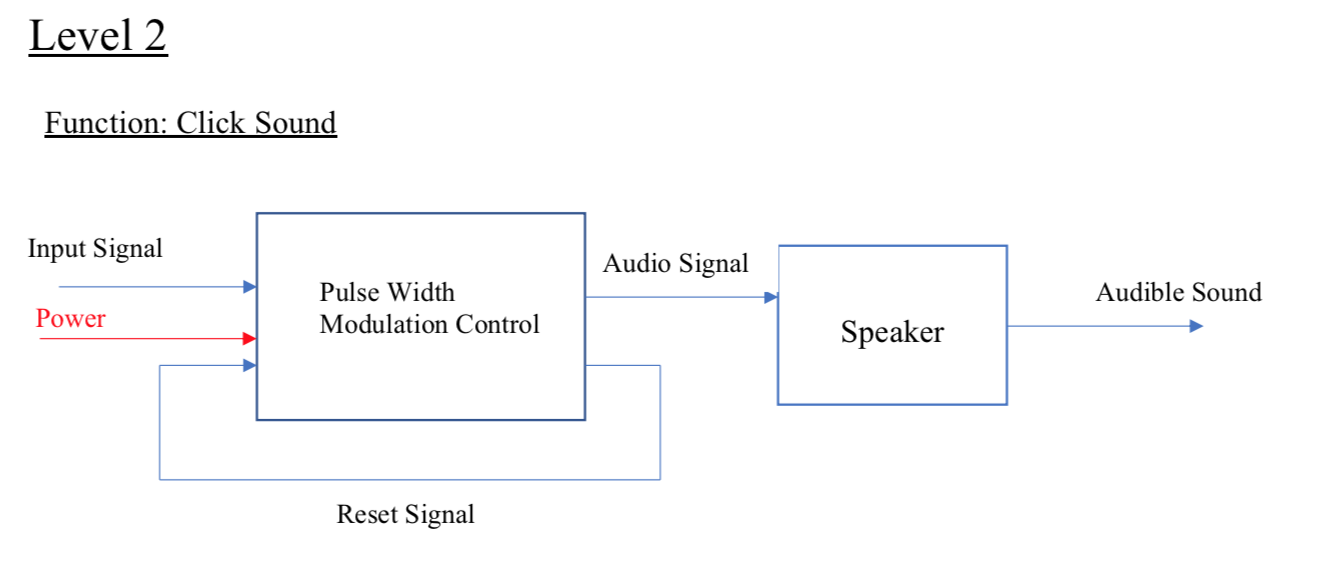 Level 2
Function: Click Sound
Input Signal
Power
Pulse Width
Modulation Control
Audio Signal
Speaker
Audible Sound
Reset Signal